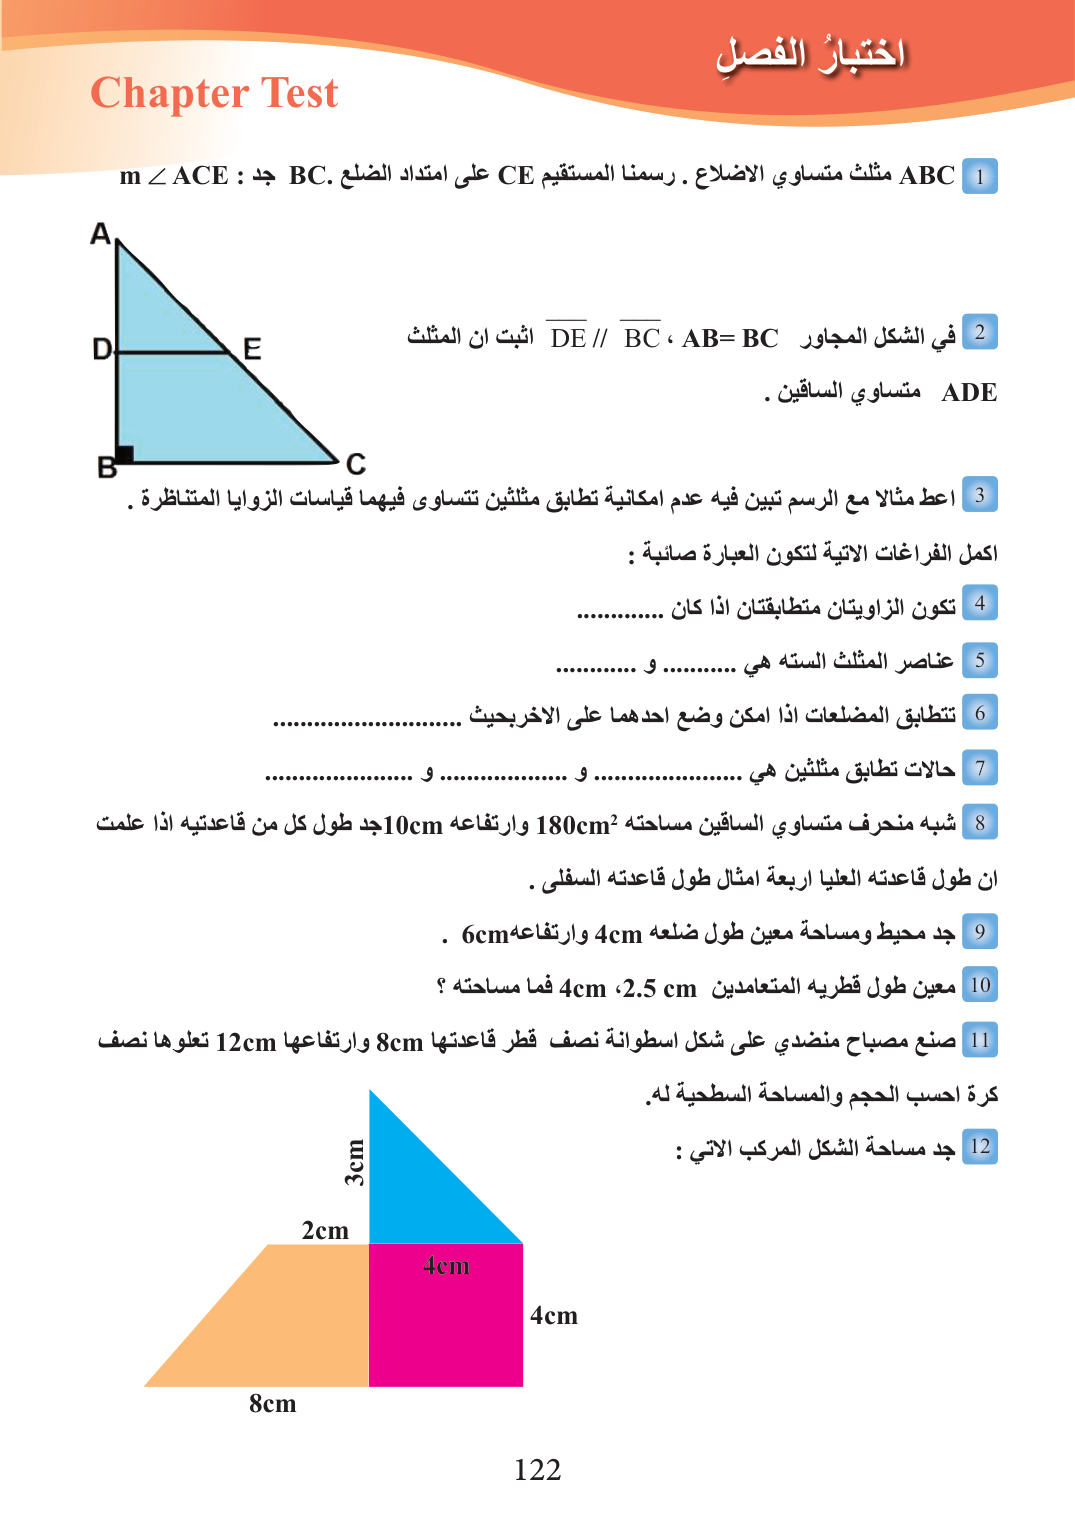 اختبارُ الفصلِ
Chapter Test
1 ABC مثلث متساوي الاضلاع . رسمنا المستقيم CE على امتداد الضلع .BC جد : m ∠ ACE
A
D
E
B
C
2 في الشكل المجاور AB= BC ، DE // BC اثبت ان المثلث
ADE متساوي الساقين .
3 اعط مثالا مع الرسم تبين فيه عدم امكانية تطابق مثلثين تتساوى فيهما قياسات الزوايا المتناظرة .
اكمل الفراغات الاتية لتكون العبارة صائبة :
4 تكون الزاويتان متطابقتان اذا كان .............
5 عناصر المثلث السته هي ........... و ............
6 تتطابق المضلعات اذا امكن وضع احدهما على الاخربحيث ............................
7 حالات تطابق مثلثين هي ...................... و ................... و ......................
8 شبه منحرف متساوي الساقين مساحته 180cm² وارتفاعه 10cmجد طول كل من قاعدتيه اذا علمت
ان طول قاعدته العليا اربعة امثال طول قاعدته السفلى .
9 جد محيط ومساحة معين طول ضلعه 4cm وارتفاعه6cm .
10 معين طول قطريه المتعامدين 2.5 cm، 4cm فما مساحته ؟
11 صنع مصباح منضدي على شكل اسطوانة نصف قطر قاعدتها 8cm وارتفاعها 12cm تعلوها نصف
كرة احسب الحجم والمساحة السطحية له.
12 جد مساحة الشكل المركب الاتي :
3cm
2cm
4cm
4cm
8cm
122